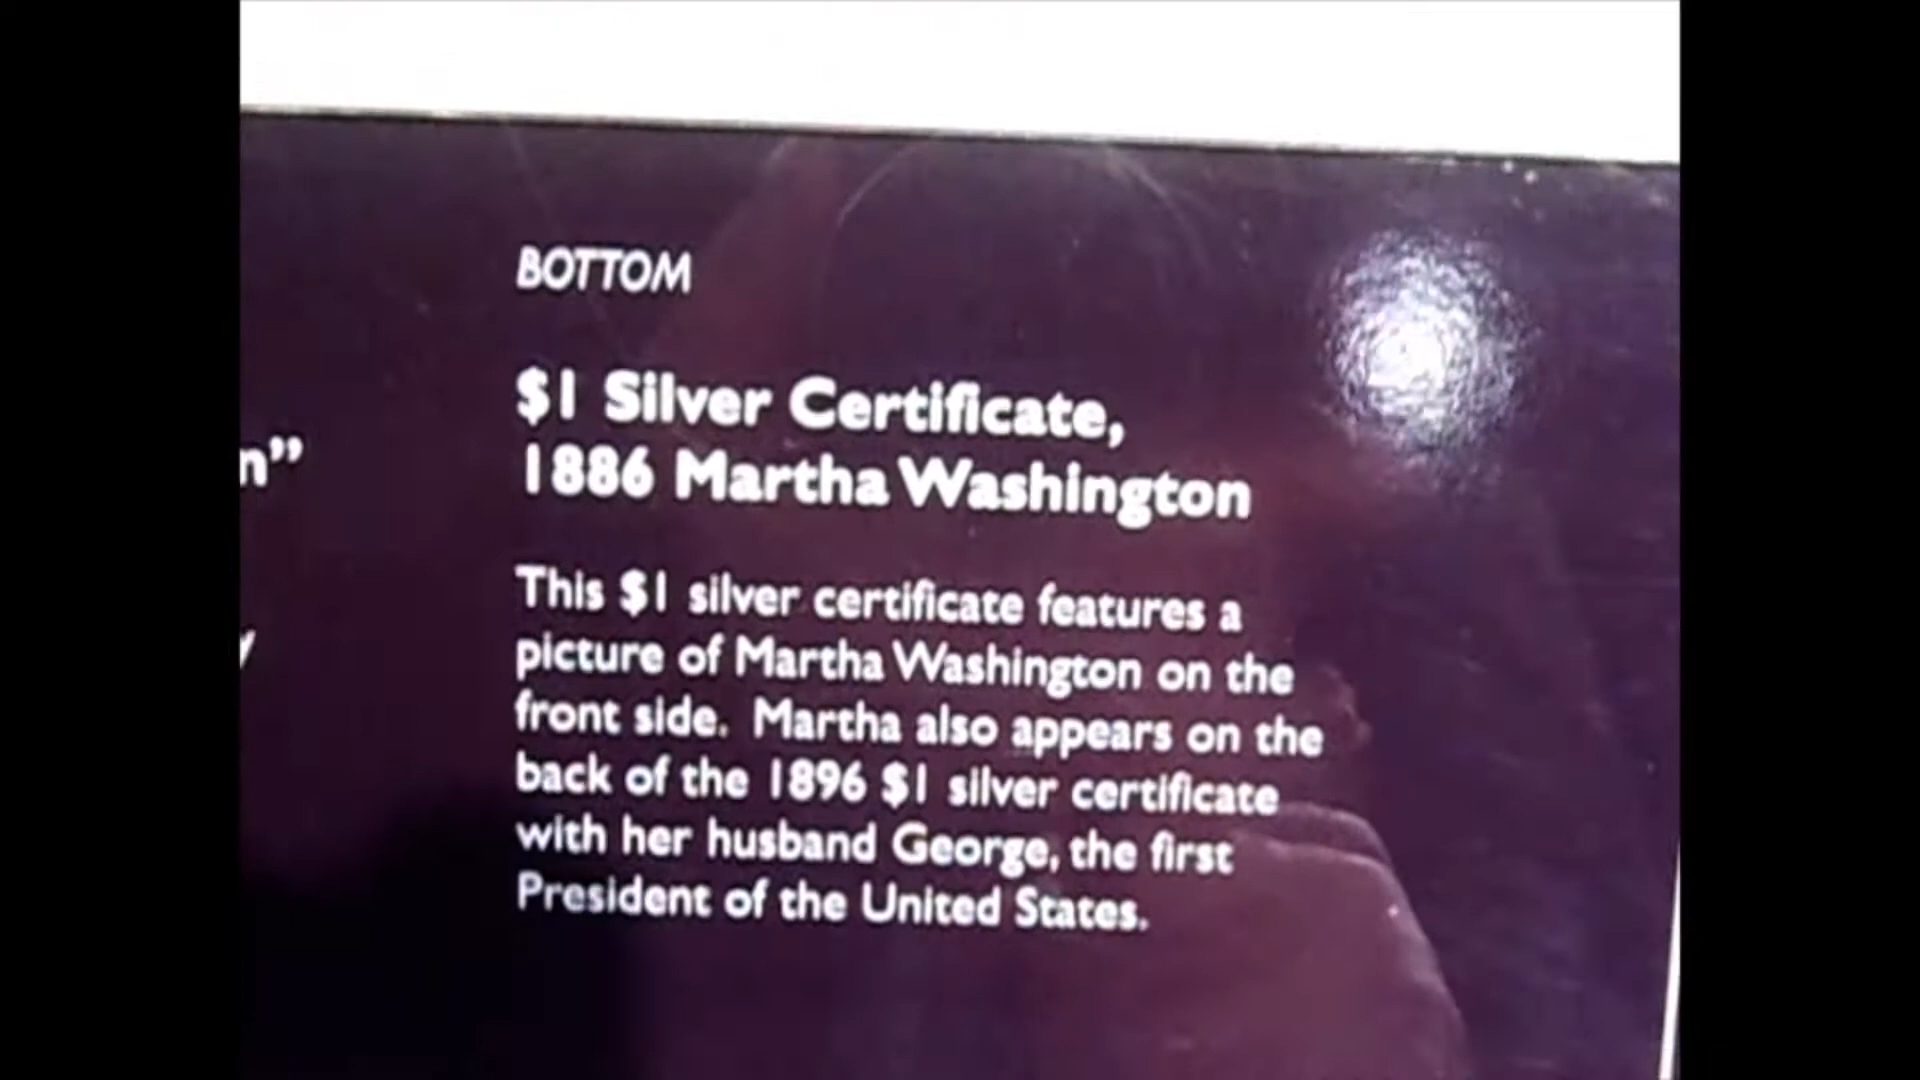 BOTTOM
$1 Silver Certificate,
1886 Martha Washington
n”
This $1 silver certificate features a
picture of Martha Washington on the
y
front side. Martha also appears on the
back of the 1896 $1 silver certificate
with her husband George, the first
President of the United States.